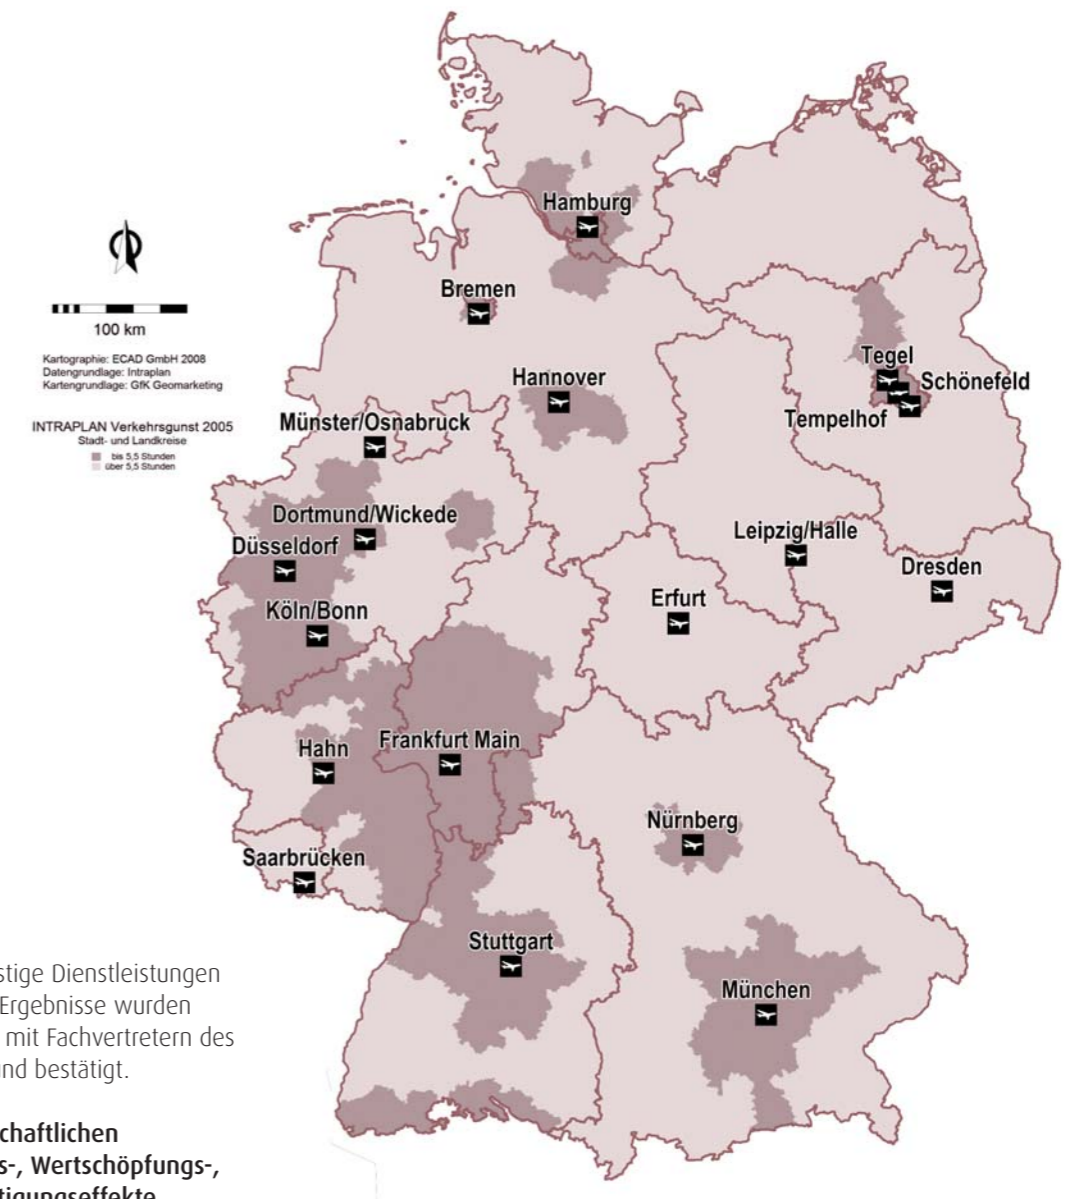 Hamburg
Bremen
100 km
Kartographie: ECAD GmbH 2008
Datengrundlage: Intraplan
Kartengrundlage: GfK Geomarketing
INTRAPLAN Verkehrsgunst 2005
Stadt- und Landkreise
bis 5,5 Stunden
über 5,5 Stunden
Hannover
Tegel
Schönefeld
Tempelhof
Münster/Osnabruck
Dortmund/Wickede
Düsseldorf
Leipzig/Halle
Dresden
Köln/Bonn
Erfurt
Hahn
Frankfurt Main
Nürnberg
Saarbrücken
Stuttgart
München
stige Dienstleistungen
Ergebnisse wurden
mit Fachvertretern des
nd bestätigt.
chaftlichen
s-, Wertschöpfungs-,
tigungseffekte